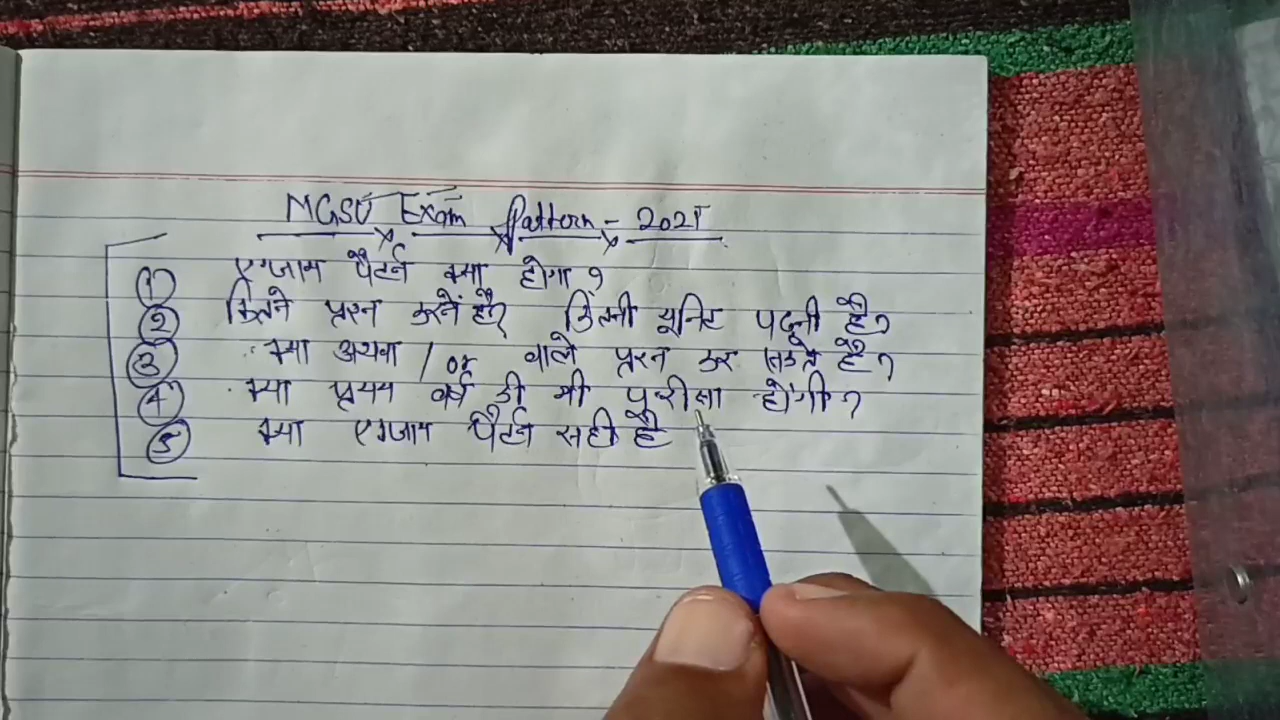 MGSU Exam Pattern - 2021
① एग्जाम पैटर्न क्या होगा ?
② कितने प्रश्न करने है? कितनी यूनिट पढ़नी है?
③ क्या अथवा / or वाले प्रश्न कर सकते है?
④ क्या प्रथम वर्ष की भी परीक्षा होंगी ?
⑤ क्या एग्जाम पैटर्न सही है